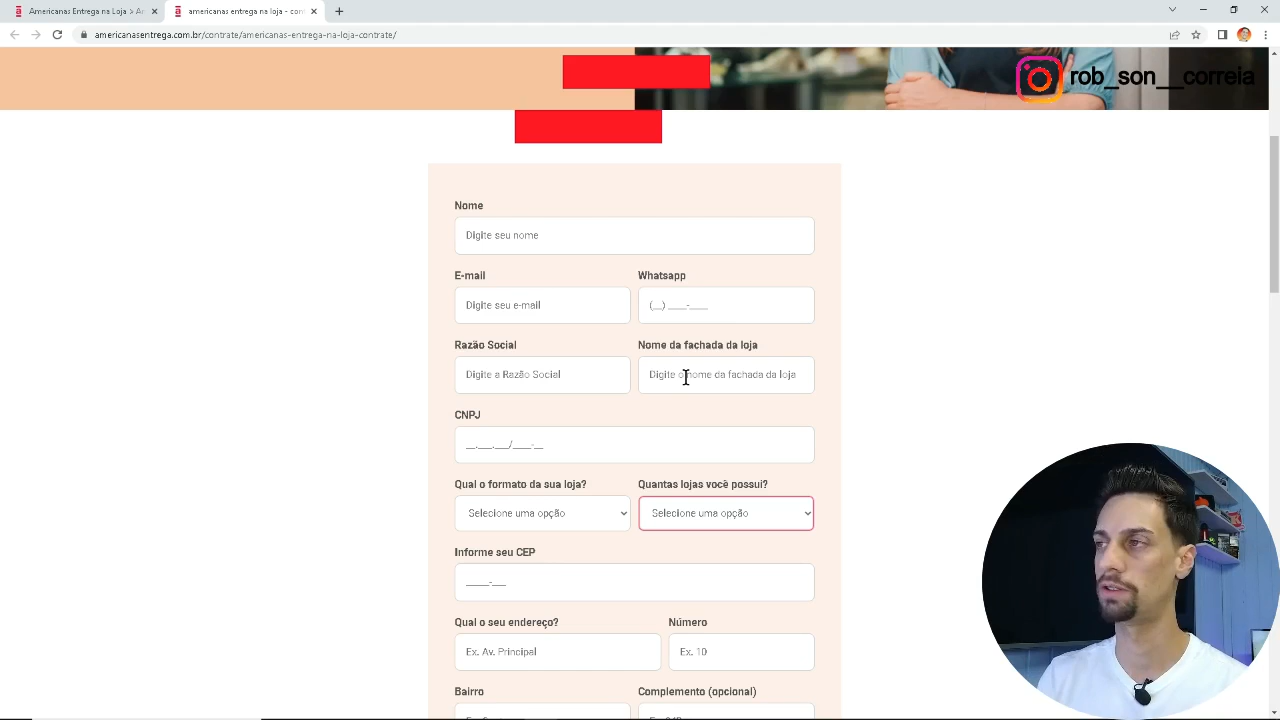 Americanas Entrega na Loja > Am
americanas entrega na loja - cont
americanasentrega.com.br/contrate/americanas-entrega-na-loja-contrate/
rob_son__correia
Nome
Digite seu nome
E-mail
Whatsapp
Digite seu e-mail
(__) ____-____
Razão Social
Nome da fachada da loja
Digite a Razão Social
Digite o nome da fachada da loja
CNPJ
__.___.___/____-__
Qual o formato da sua loja?
Quantas lojas você possui?
Selecione uma opção
Selecione uma opção
Informe seu CEP
_____-___
Qual o seu endereço?
Número
Ex. Av. Principal
Ex. 10
Bairro
Complemento (opcional)